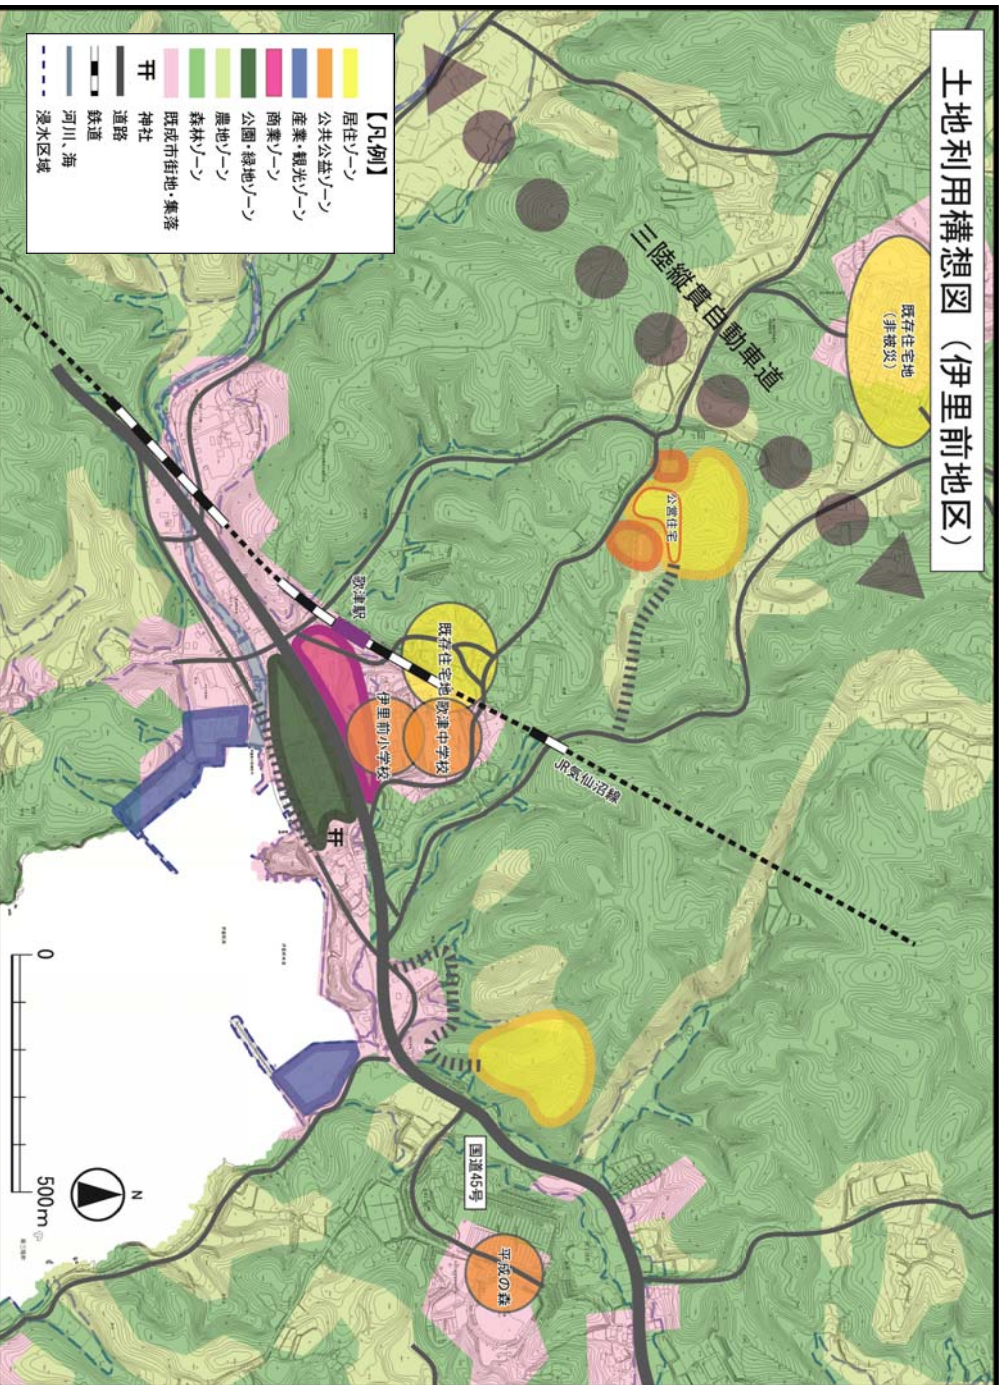 土地利用構想図（伊里前地区）
既存住宅地
（非被災）
三陸縦貫自動車道
公営住宅
【凡例】
居住ゾーン
公共公益ゾーン
産業・観光ゾーン
商業ゾーン
公園・緑地ゾーン
農地ゾーン
森林ゾーン
既成市街地・集落
神社
道路
鉄道
河川、海
浸水区域
歌津駅
既存住宅地
歌津中学校
伊里前小学校
JR気仙沼線
国道45号
平成の森
N
0
500m